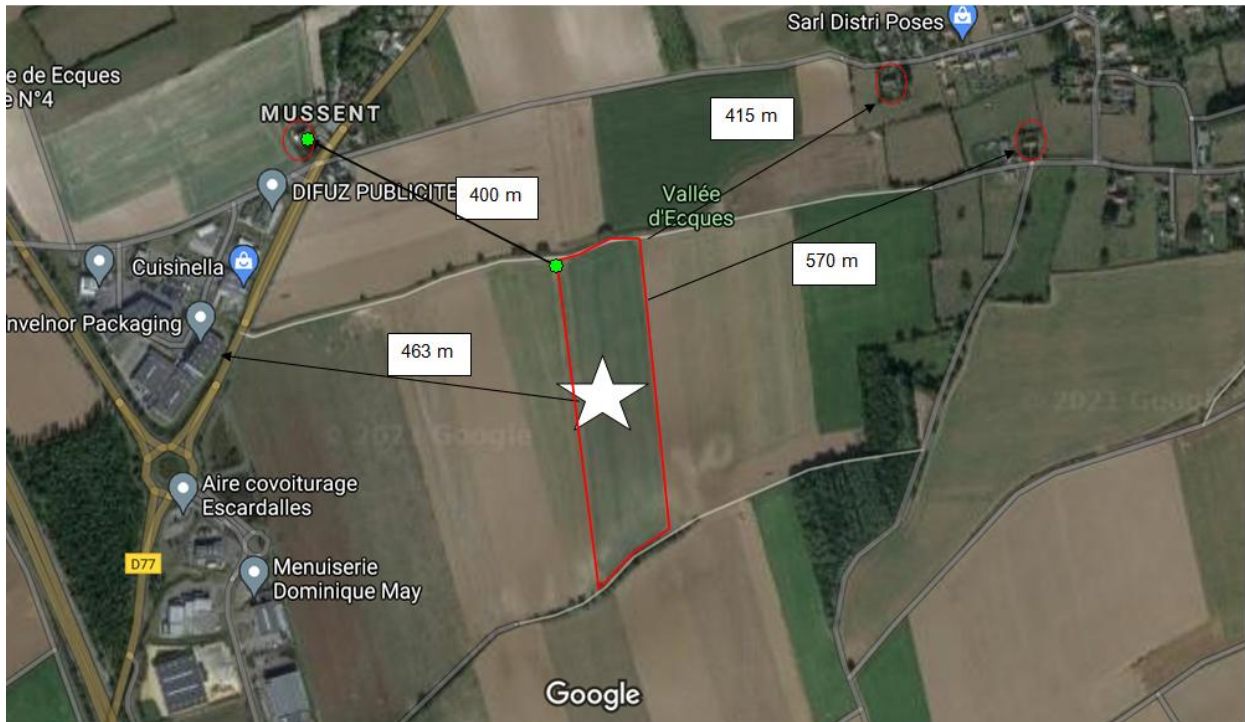 Sarl Distri Poses
e de Ecques
e N°4
MUSSENT
415 m
DIFUZ PUBLICITE
400 m
Vallée
d'Ecques
Cuisinella
570 m
nvelnor Packaging
463 m
© 2021 Google
2021 Google
Aire covoiturage
Escardalles
D77
Menuiserie
Dominique May
Google